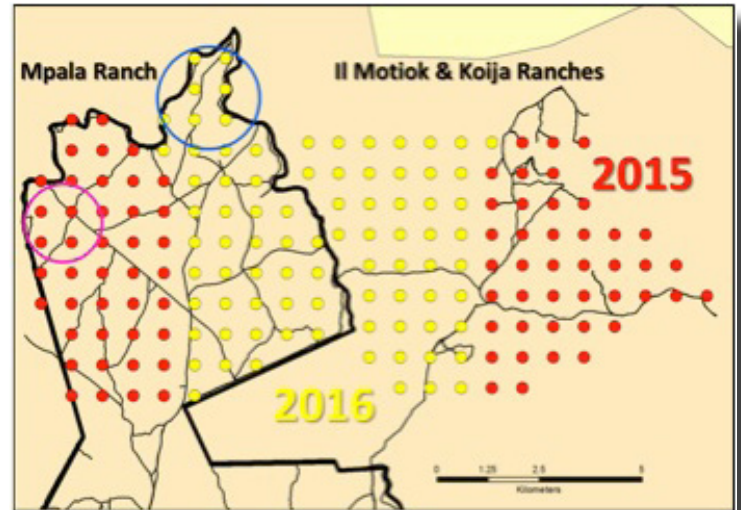 Mpala Ranch
Il Motiok & Koija Ranches
2015
2016
0 1.25 2.5 5
Kilometers